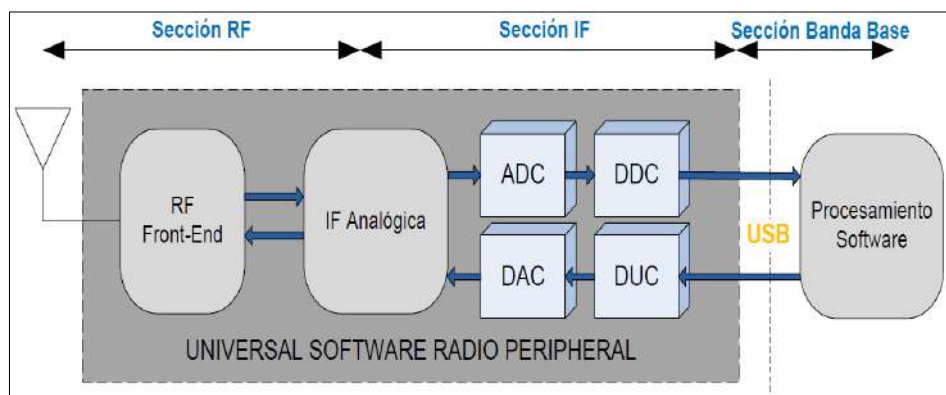 Sección RF
Sección IF
Sección Banda Base
RF
Front-End
IF Analógica
ADC
DDC
DAC
DUC
USB
Procesamiento
Software
UNIVERSAL SOFTWARE RADIO PERIPHERAL